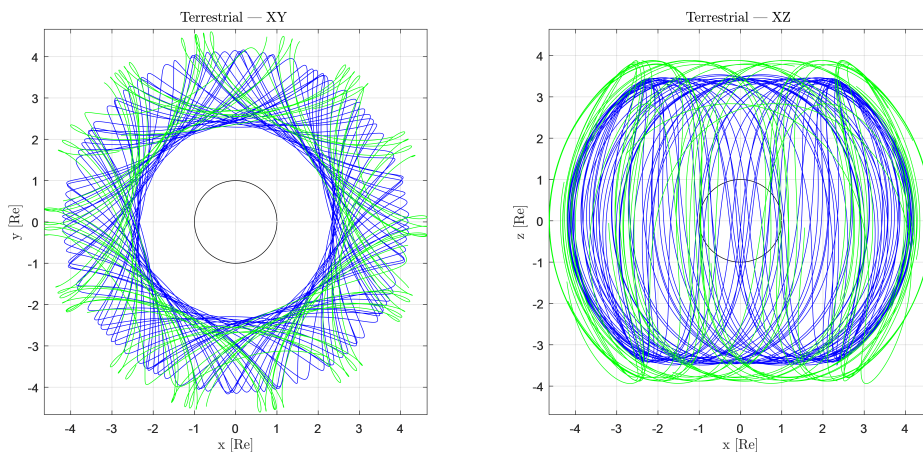 Terrestrial — XY
4
3
2
1
0
-1
-2
-3
-4
y [Re]
-4 -3 -2 -1 0 1 2 3 4
x [Re]
Terrestrial — XZ
4
3
2
1
0
-1
-2
-3
-4
z [Re]
-4 -3 -2 -1 0 1 2 3 4
x [Re]